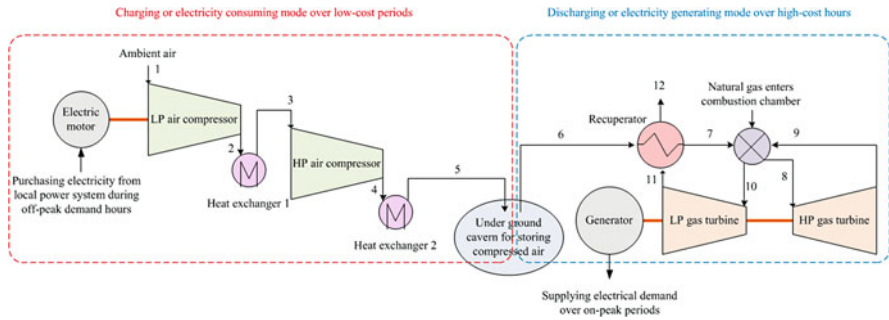 Charging or electricity consuming mode over low-cost periods
Discharging or electricity generating mode over high-cost hours
Ambient air
1
Electric
motor
LP air compressor
2
3
Heat exchanger 1
HP air compressor
4
5
Heat exchanger 2
Purchasing electricity from
local power system during
off-peak demand hours
Under ground
cavern for storing
compressed air
6
12
Recuperator
7
Natural gas enters
combustion chamber
9
11
10
8
Generator
LP gas turbine
HP gas turbine
Supplying electrical demand
over on-peak periods